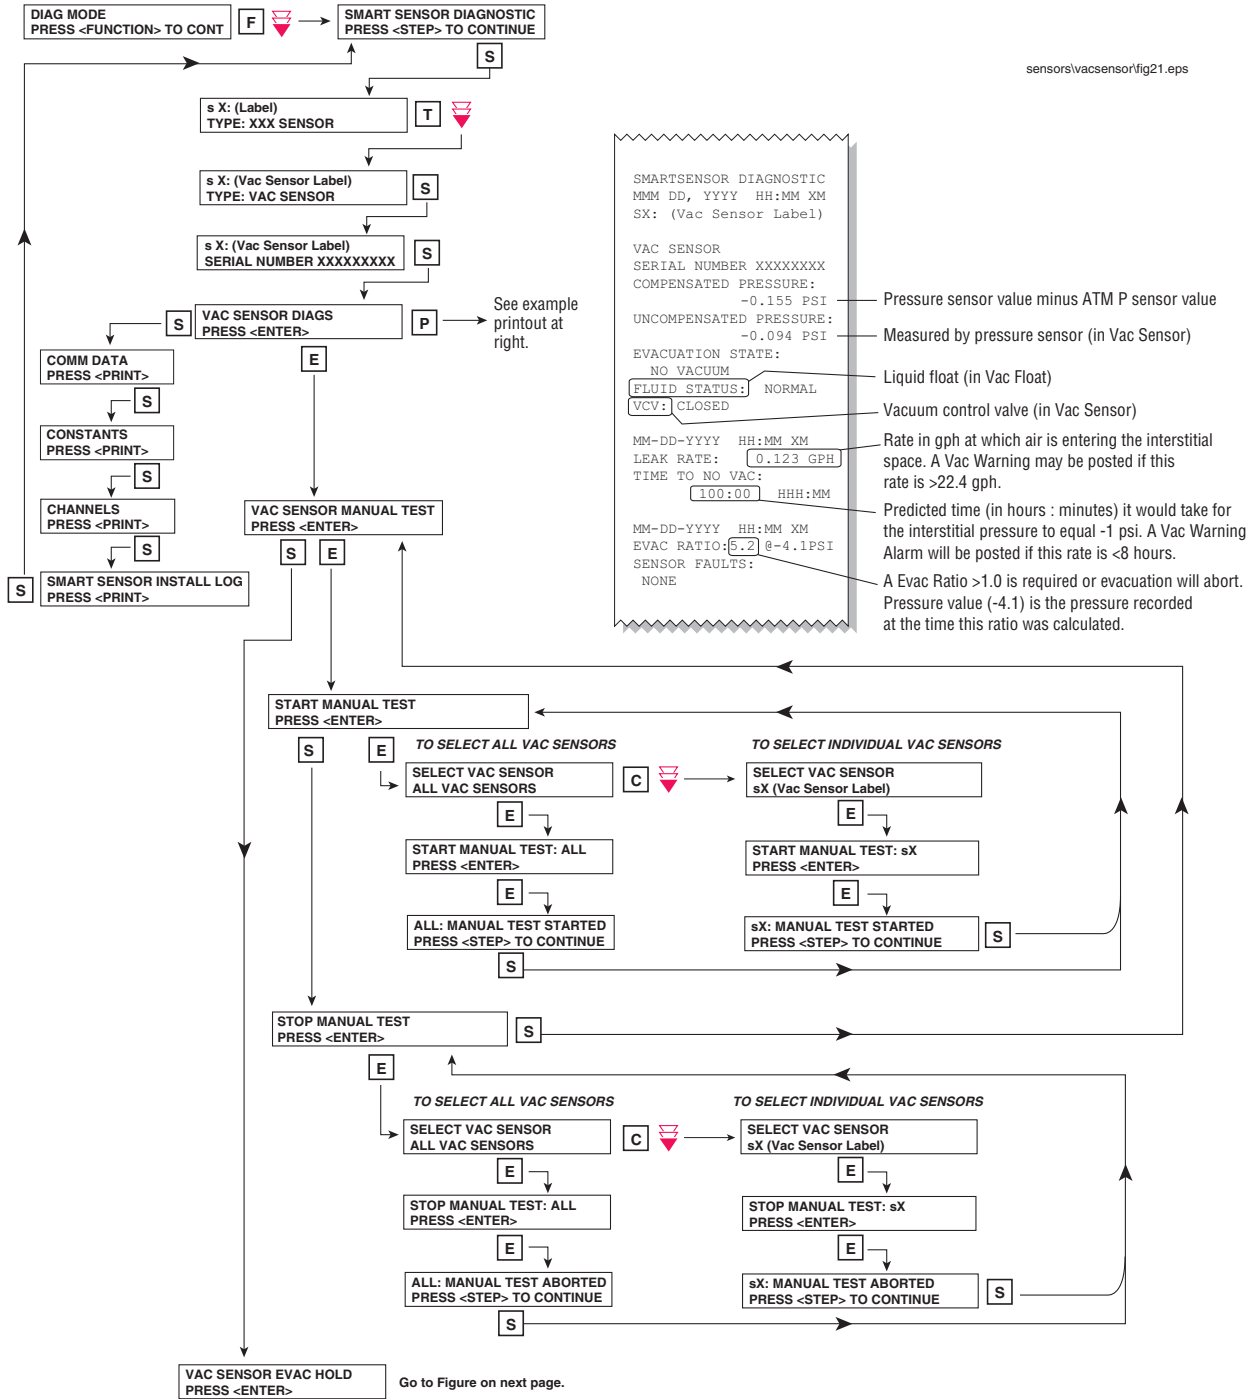 DIAG MODE
PRESS <FUNCTION> TO CONT
F
SMART SENSOR DIAGNOSTIC
PRESS <STEP> TO CONTINUE
S
sensors\vacsensor\fig21.eps
s X: (Label)
TYPE: XXX SENSOR
T
s X: (Vac Sensor Label)
TYPE: VAC SENSOR
S
s X: (Vac Sensor Label)
SERIAL NUMBER XXXXXXXXX
S
S
VAC SENSOR DIAGS
PRESS <ENTER>
P
See example
printout at
right.
E
COMM DATA
PRESS <PRINT>
S
CONSTANTS
PRESS <PRINT>
S
CHANNELS
PRESS <PRINT>
S
S
SMART SENSOR INSTALL LOG
PRESS <PRINT>
VAC SENSOR MANUAL TEST
PRESS <ENTER>
S
E
SMARTSENSOR DIAGNOSTIC
MMM DD, YYYY HH:MM XM
SX: (Vac Sensor Label)
VAC SENSOR
SERIAL NUMBER XXXXXXXX
COMPENSATED PRESSURE:
-0.155 PSI
UNCOMPENSATED PRESSURE:
-0.094 PSI
EVACUATION STATE:
NO VACUUM
FLUID STATUS: NORMAL
VCV: CLOSED
MM-DD-YYYY HH:MM XM
LEAK RATE: 0.123 GPH
TIME TO NO VAC:
100:00 HHH:MM
MM-DD-YYYY HH:MM XM
EVAC RATIO: 5.2 @-4.1PSI
SENSOR FAULTS:
NONE
Pressure sensor value minus ATM P sensor value
Measured by pressure sensor (in Vac Sensor)
Liquid float (in Vac Float)
Vacuum control valve (in Vac Sensor)
Rate in gph at which air is entering the interstitial
space. A Vac Warning may be posted if this
rate is >22.4 gph.
Predicted time (in hours : minutes) it would take for
the interstitial pressure to equal -1 psi. A Vac Warning
Alarm will be posted if this rate is <8 hours.
A Evac Ratio >1.0 is required or evacuation will abort.
Pressure value (-4.1) is the pressure recorded
at the time this ratio was calculated.
START MANUAL TEST
PRESS <ENTER>
S
E
TO SELECT ALL VAC SENSORS
TO SELECT INDIVIDUAL VAC SENSORS
SELECT VAC SENSOR
ALL VAC SENSORS
C
SELECT VAC SENSOR
sX (Vac Sensor Label)
E
E
START MANUAL TEST: ALL
PRESS <ENTER>
START MANUAL TEST: sX
PRESS <ENTER>
E
E
ALL: MANUAL TEST STARTED
PRESS <STEP> TO CONTINUE
sX: MANUAL TEST STARTED
PRESS <STEP> TO CONTINUE
S
S
STOP MANUAL TEST
PRESS <ENTER>
S
E
TO SELECT ALL VAC SENSORS
TO SELECT INDIVIDUAL VAC SENSORS
SELECT VAC SENSOR
ALL VAC SENSORS
C
SELECT VAC SENSOR
sX (Vac Sensor Label)
E
E
STOP MANUAL TEST: ALL
PRESS <ENTER>
STOP MANUAL TEST: sX
PRESS <ENTER>
E
E
ALL: MANUAL TEST ABORTED
PRESS <STEP> TO CONTINUE
sX: MANUAL TEST ABORTED
PRESS <STEP> TO CONTINUE
S
S
VAC SENSOR EVAC HOLD
PRESS <ENTER>
Go to Figure on next page.